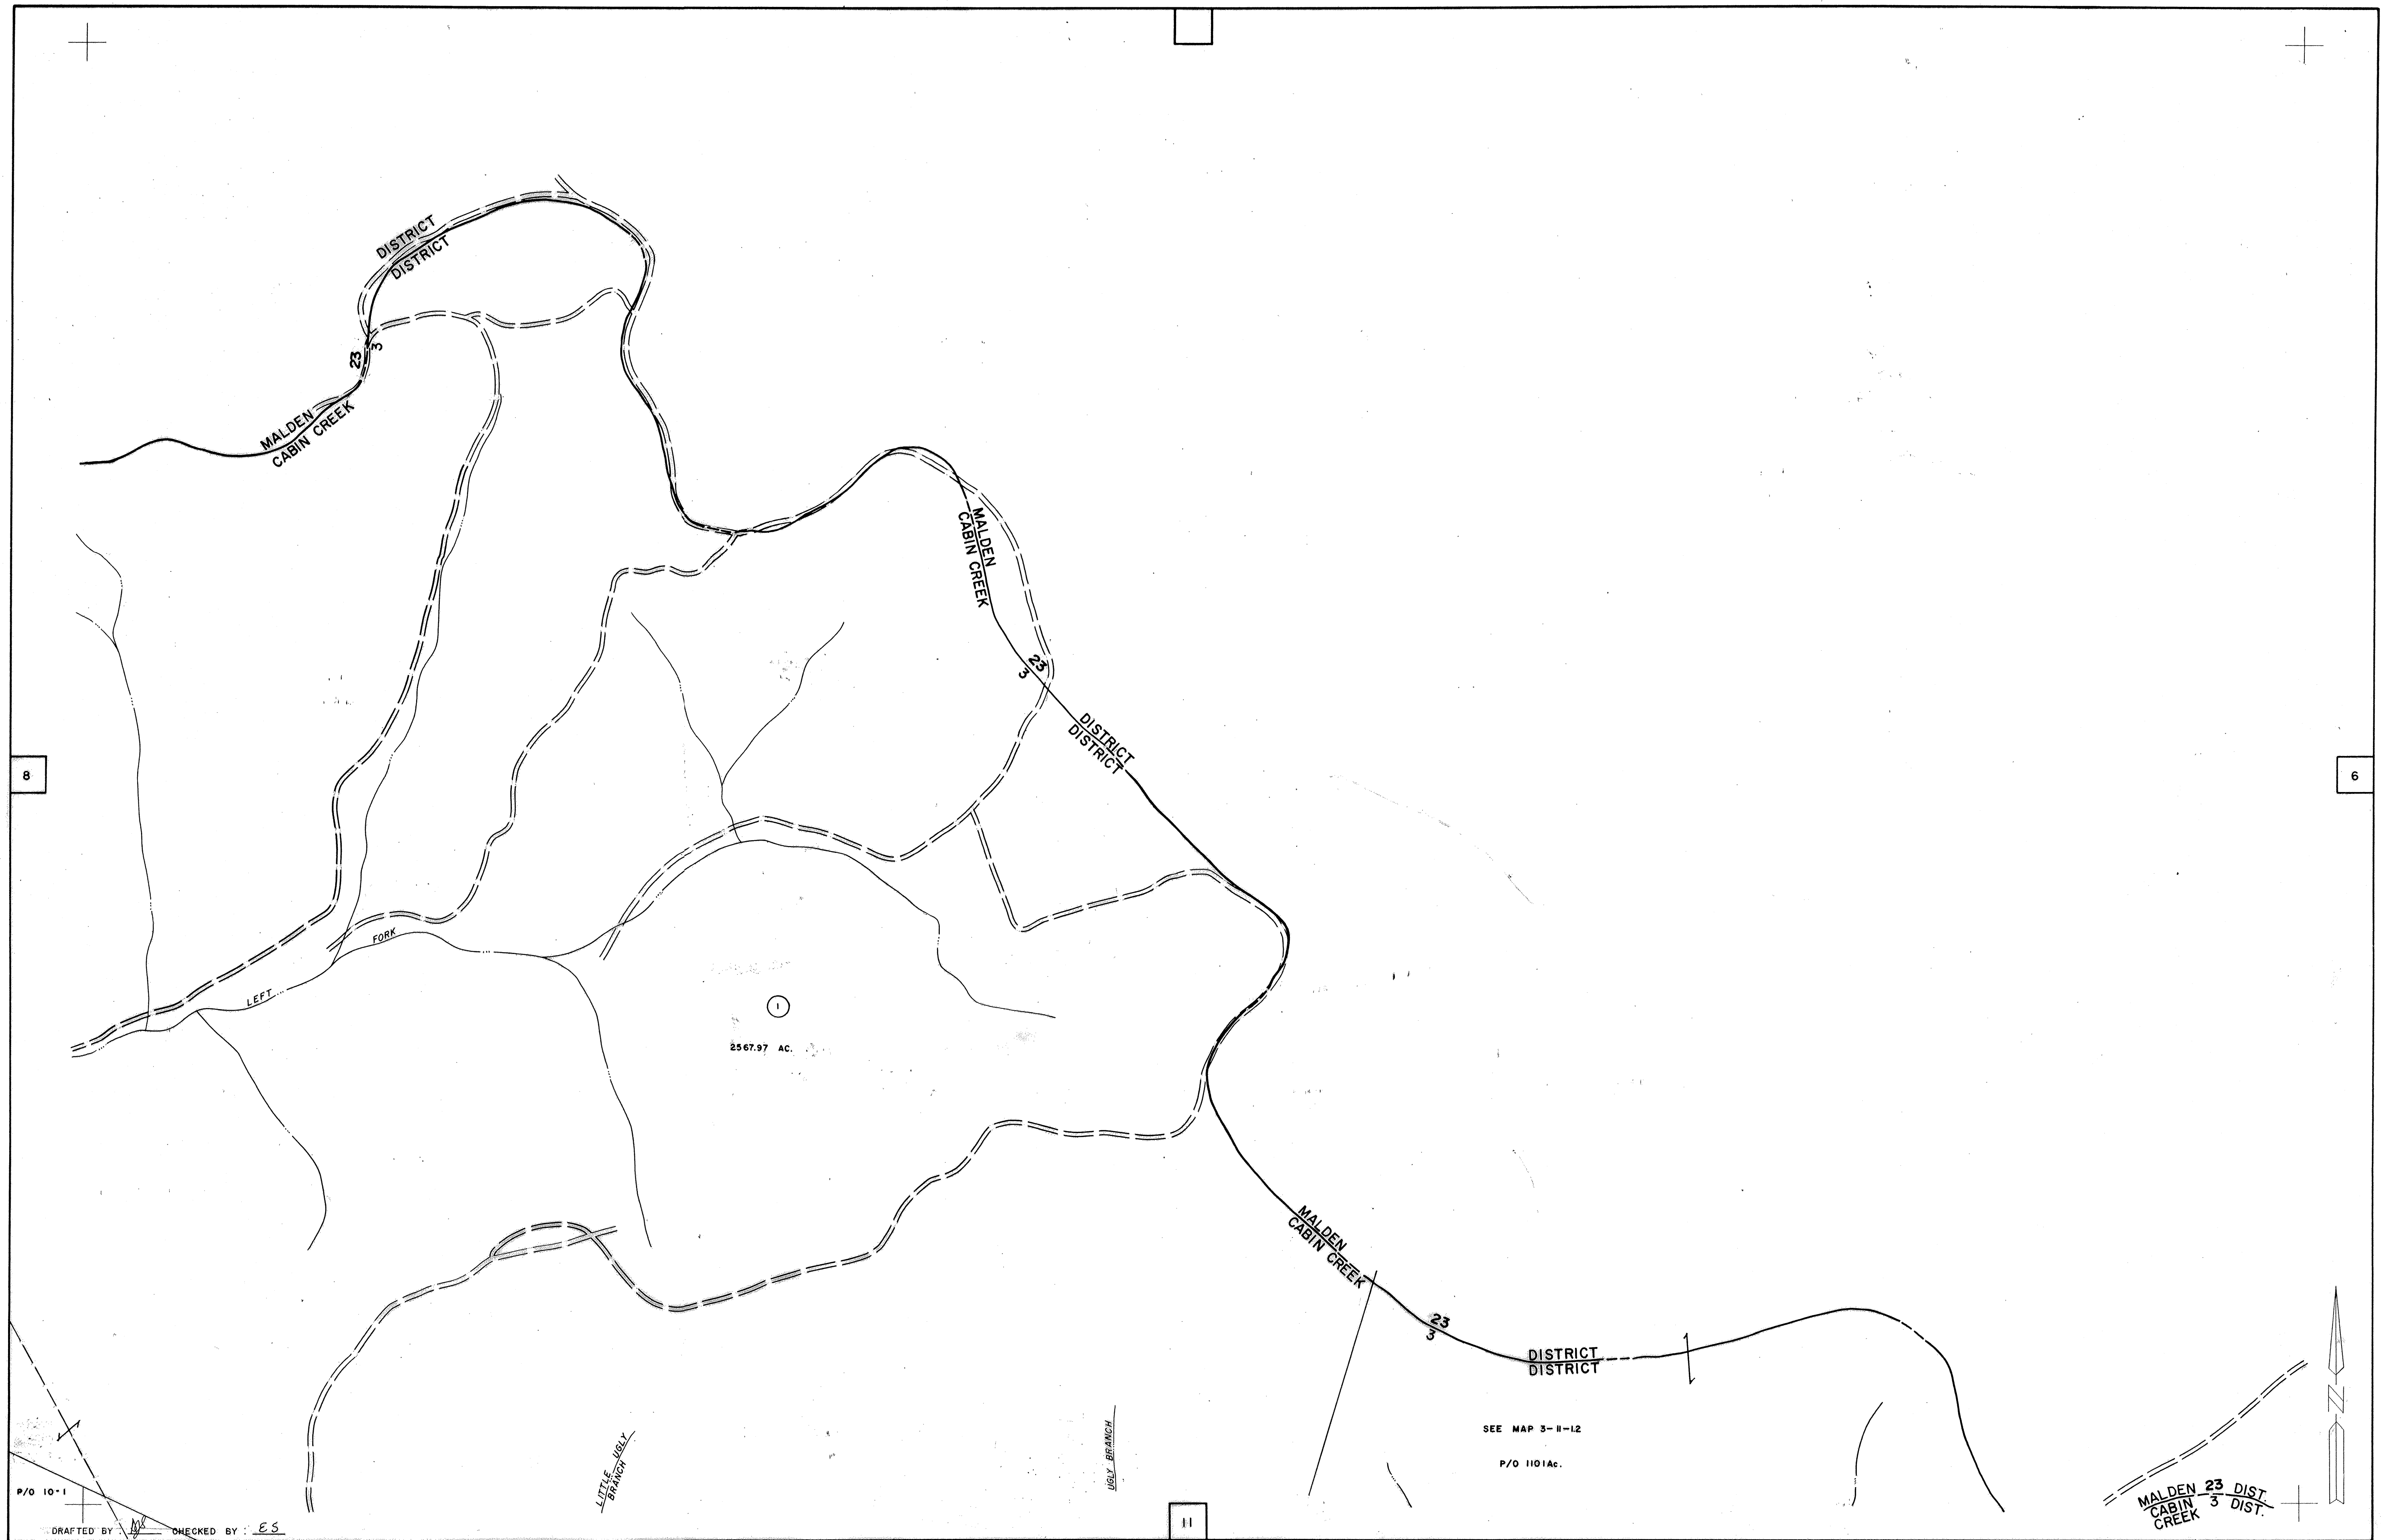 DISTRICT
DISTRICT
23
3
MALDEN
CABIN CREEK
MALDEN
CABIN CREEK
23
3
DISTRICT
DISTRICT
8
6
FORK
LEFT
1
2567.97 AC.
MALDEN
CABIN CREEK
23
3
DISTRICT
DISTRICT
SEE MAP 3-11-12
P/O 1101Ac.
LITTLE UGLY
BRANCH
UGLY BRANCH
N
P/O 10-1
MALDEN 23 DIST.
CABIN 3 DIST.
CREEK
11
DRAFTED BY : CHECKED BY : ES